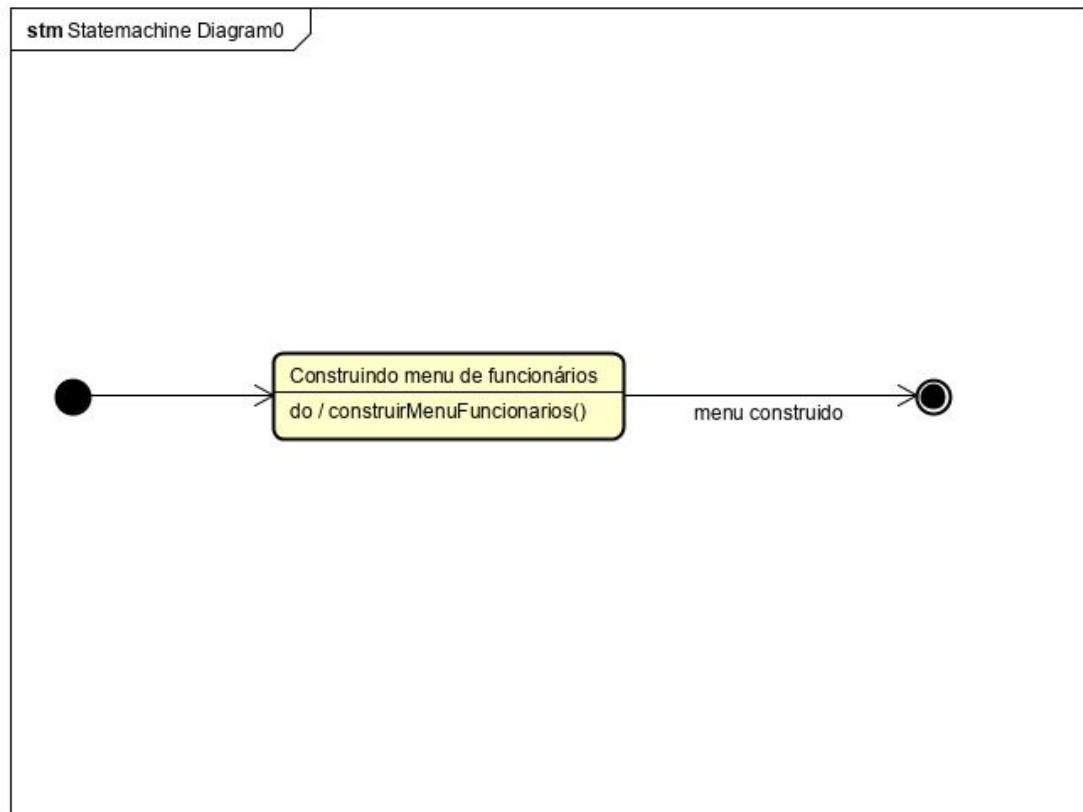 stm Statemachine Diagram0
Construindo menu de funcionários
do / construirMenuFuncionarios()
menu construido